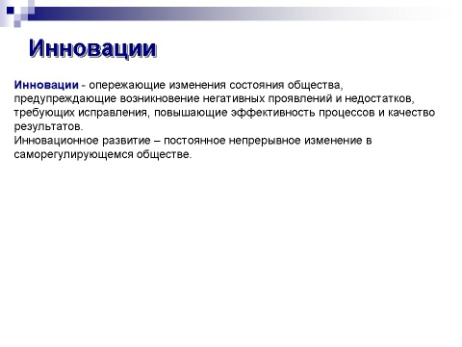 Инновации
Инновации - опережающие изменения состояния общества,
предупреждающие возникновение негативных проявлений и недостатков,
требующих исправления, повышающие эффективность процессов и качество
результатов.
Инновационное развитие – постоянное непрерывное изменение в
саморегулирующемся обществе.